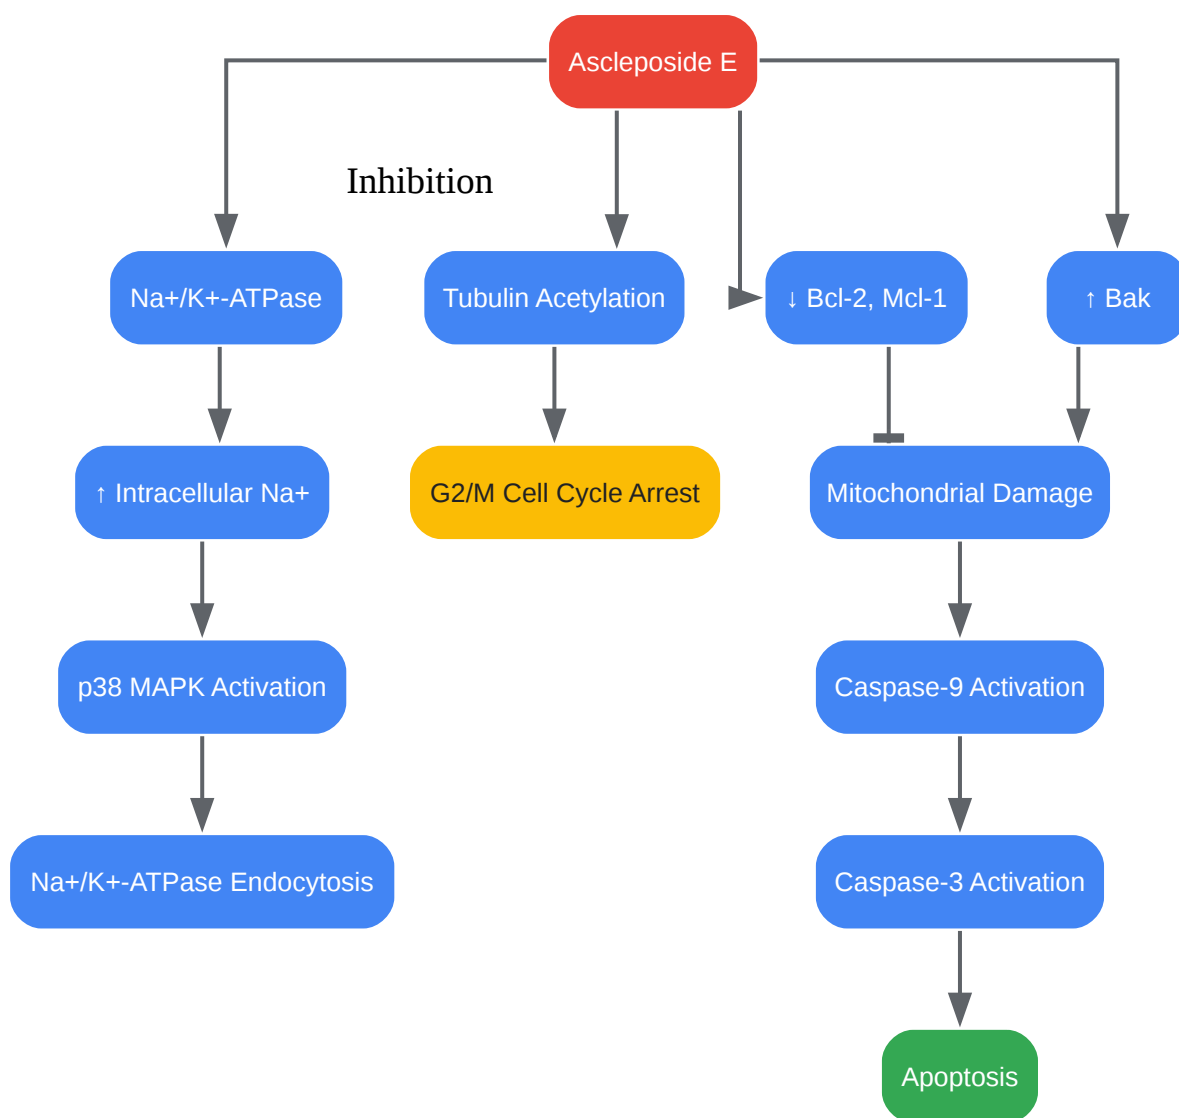 Ascleposide E
Inhibition
Na+/K+-ATPase
Tubulin Acetylation
↓ Bcl-2, Mcl-1
↑ Bak
↑ Intracellular Na+
G2/M Cell Cycle Arrest
Mitochondrial Damage
p38 MAPK Activation
Caspase-9 Activation
Na+/K+-ATPase Endocytosis
Caspase-3 Activation
Apoptosis